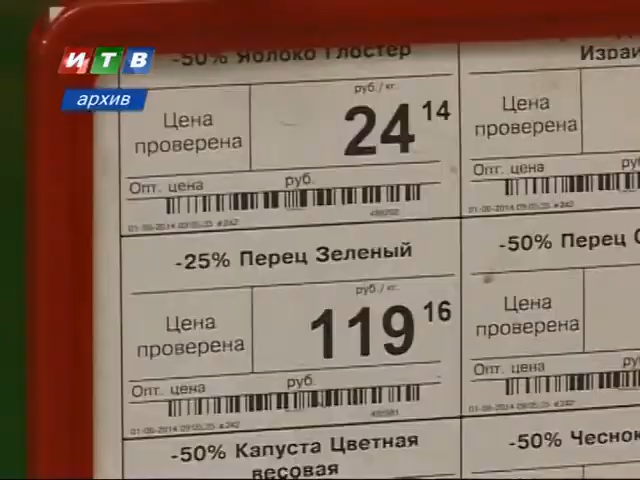 ИТВ
архив
-50% Яблоко Глостер
руб./кг.
Цена
проверена
24 14
Опт. цена руб.
-25% Перец Зеленый
руб./кг.
Цена
проверена
119 16
Опт. цена руб.
-50% Капуста Цветная
весовая
Цена
проверена
Опт. цена
-50% Перец
Цена
проверена
Опт. цена
-50%